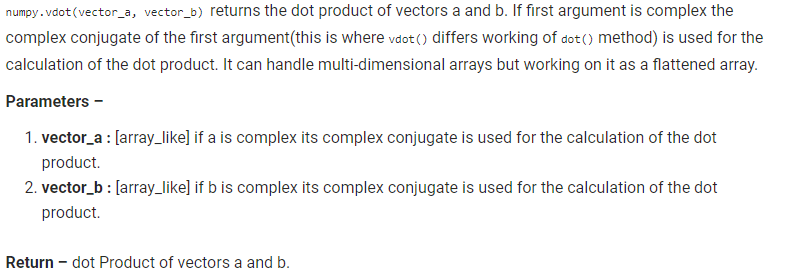 numpy.vdot(vector_a, vector_b) returns the dot product of vectors a and b. If first argument is complex the
complex conjugate of the first argument(this is where vdot() differs working of dot() method) is used for the
calculation of the dot product. It can handle multi-dimensional arrays but working on it as a flattened array.
Parameters –
1. vector_a : [array_like] if a is complex its complex conjugate is used for the calculation of the dot
product.
2. vector_b : [array_like] if b is complex its complex conjugate is used for the calculation of the dot
product.
Return – dot Product of vectors a and b.